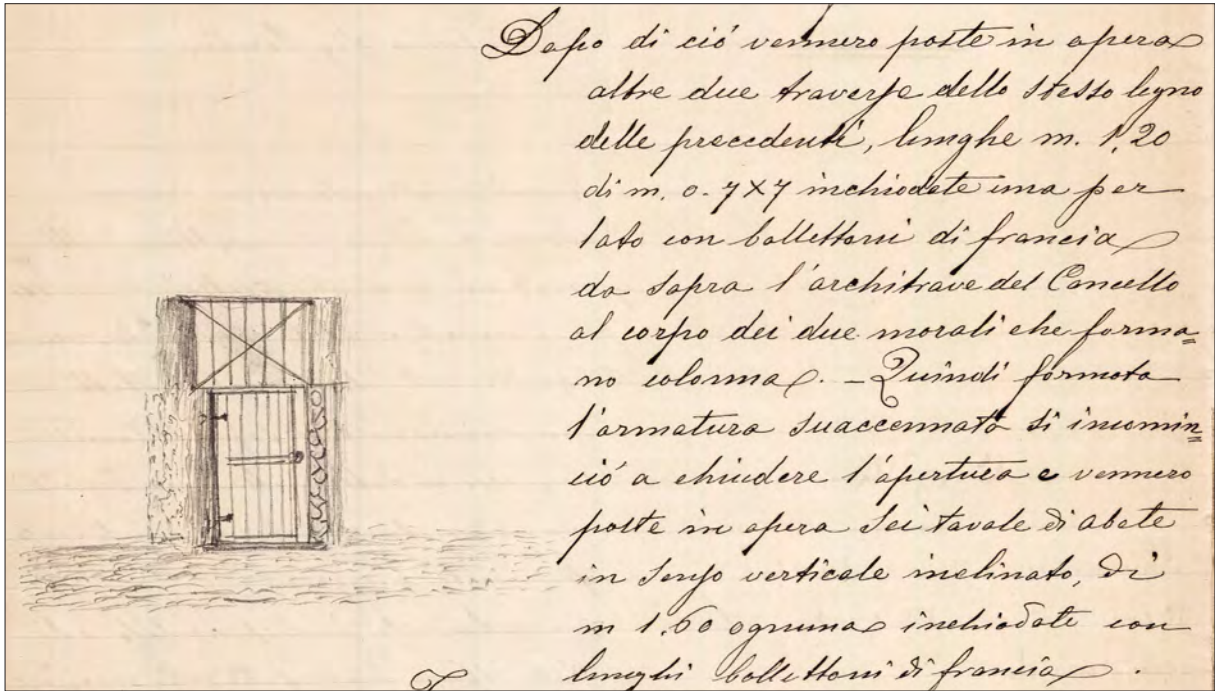 Dopo di ciò vennero poste in opera
altre due traverse dello stesso legno
delle precedenti, lunghe m. 1,20
di m. 0.7X7 inchiodate una per
lato con bollettoni di francia
da sopra l'architrave del Cancello
al corpo dei due morali che forma=
no colonna. - Quindi formata
l'armatura suaccennata si incomin=
ciò a chiudere l'apertura e vennero
poste in opera sei tavole di abete
in senso verticale inclinato, di
m 1.60 ognuna inchiodate con
lunghi bollettoni di francia.